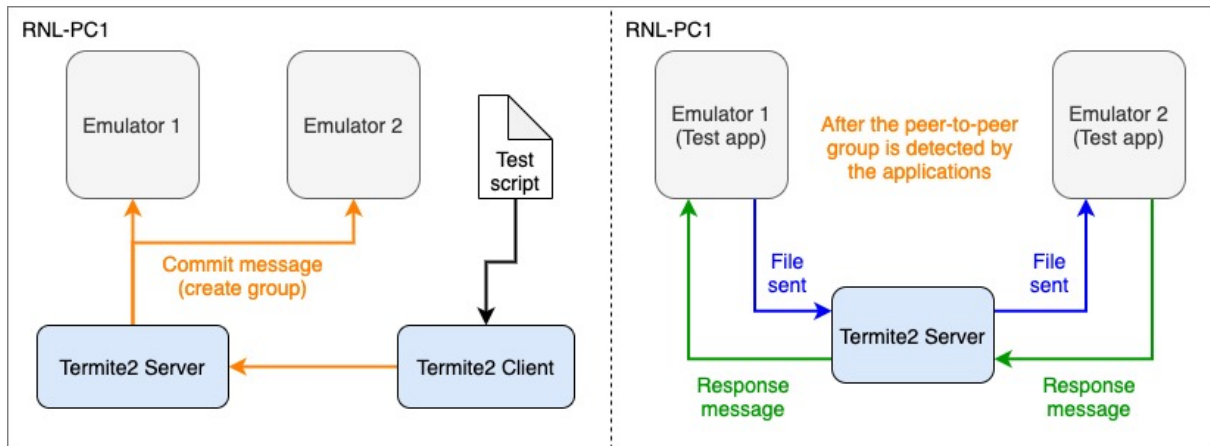 RNL-PC1
Emulator 1
Emulator 2
Test
script
Commit message
(create group)
Termite2 Server
Termite2 Client
RNL-PC1
Emulator 1
(Test app)
After the peer-to-peer
group is detected by
the applications
Emulator 2
(Test app)
File
sent
File
sent
Termite2 Server
Response
message
Response
message